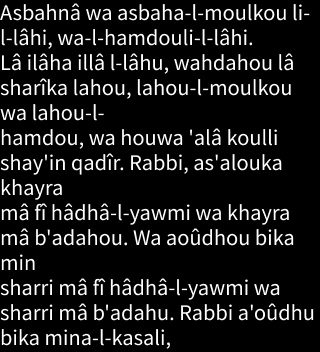 Asbahnâ wa asbaha-l-moulkou li-
l-lâhi, wa-l-hamdouli-l-lâhi.
Lâ ilâha illâ l-lâhu, wahdahou lâ
sharîka lahou, lahou-l-moulkou
wa lahou-l-
hamdou, wa houwa 'alâ koulli
shay'in qadîr. Rabbi, as'alouka
khayra
mâ fî hâdhâ-l-yawmi wa khayra
mâ b'adahou. Wa aoûdhou bika
min
sharri mâ fî hâdhâ-l-yawmi wa
sharri mâ b'adahu. Rabbi a'oûdhu
bika mina-l-kasali,